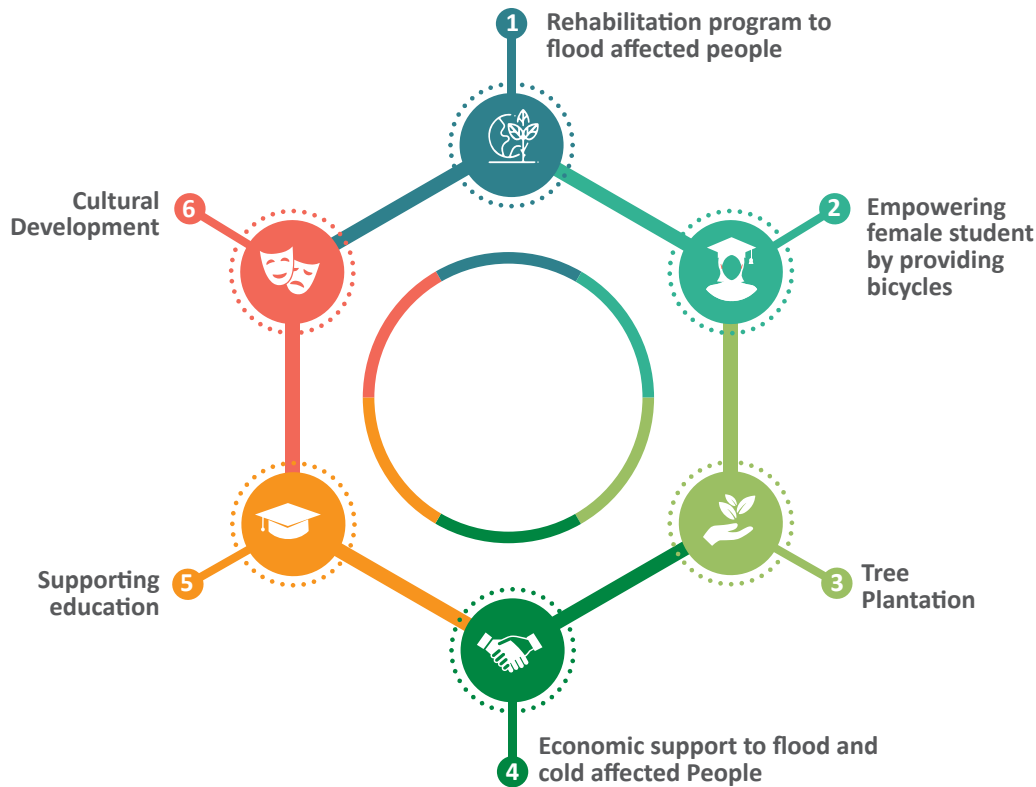 1
Rehabilitation program to
flood affected people
2
Empowering
female student
by providing
bicycles
3
Tree
Plantation
4
Economic support to flood and
cold affected People
5
Supporting
education
6
Cultural
Development